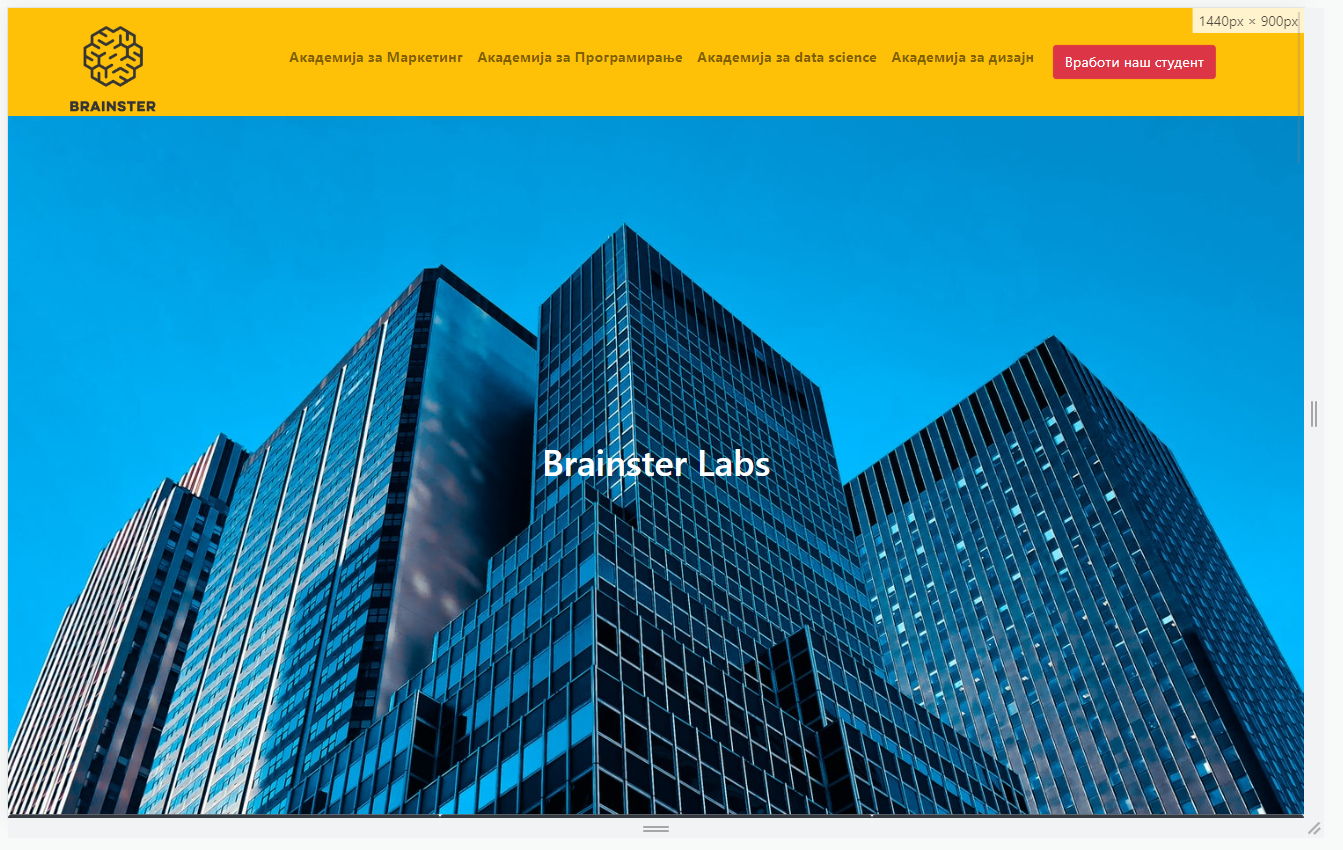 1440px × 900px
BRAINSTER
Академија за Маркетинг
Академија за Програмирање
Академија за data science
Академија за дизајн
Вработи наш студент
Brainster Labs